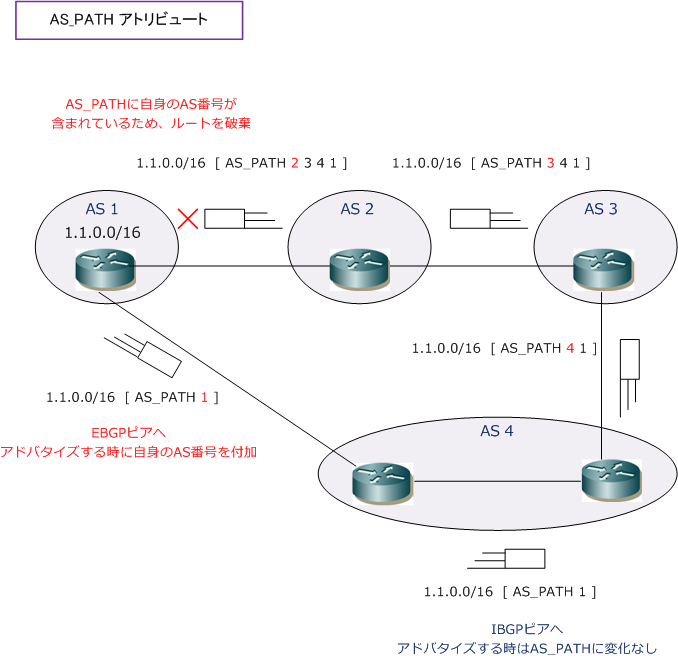 AS_PATH アトリビュート
AS_PATHに自身のAS番号が
含まれているため、ルートを破棄
1.1.0.0/16 [ AS_PATH 2 3 4 1 ]
1.1.0.0/16 [ AS_PATH 3 4 1 ]
AS 1
1.1.0.0/16
AS 2
AS 3
1.1.0.0/16 [ AS_PATH 4 1 ]
1.1.0.0/16 [ AS_PATH 1 ]
EBGPピアへ
アドバタイズする時に自身のAS番号を付加
AS 4
1.1.0.0/16 [ AS_PATH 1 ]
IBGPピアへ
アドバタイズする時はAS_PATHに変化なし